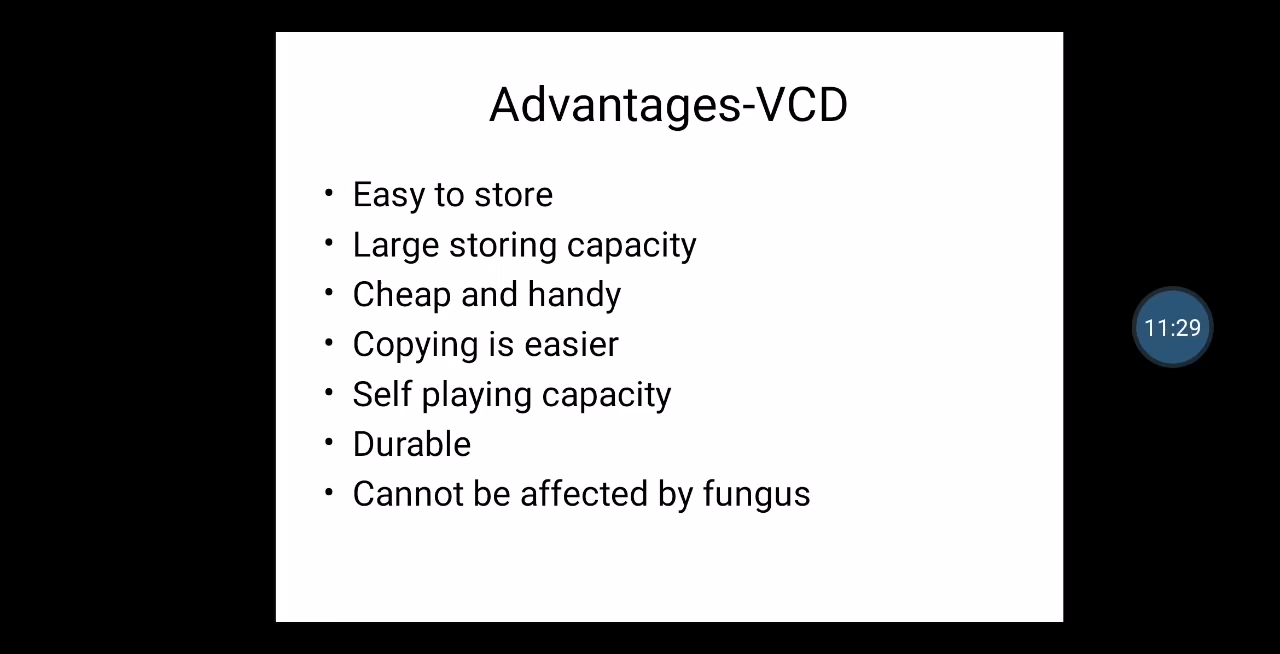 Advantages-VCD
• Easy to store
• Large storing capacity
• Cheap and handy
• Copying is easier
• Self playing capacity
• Durable
• Cannot be affected by fungus
11:29